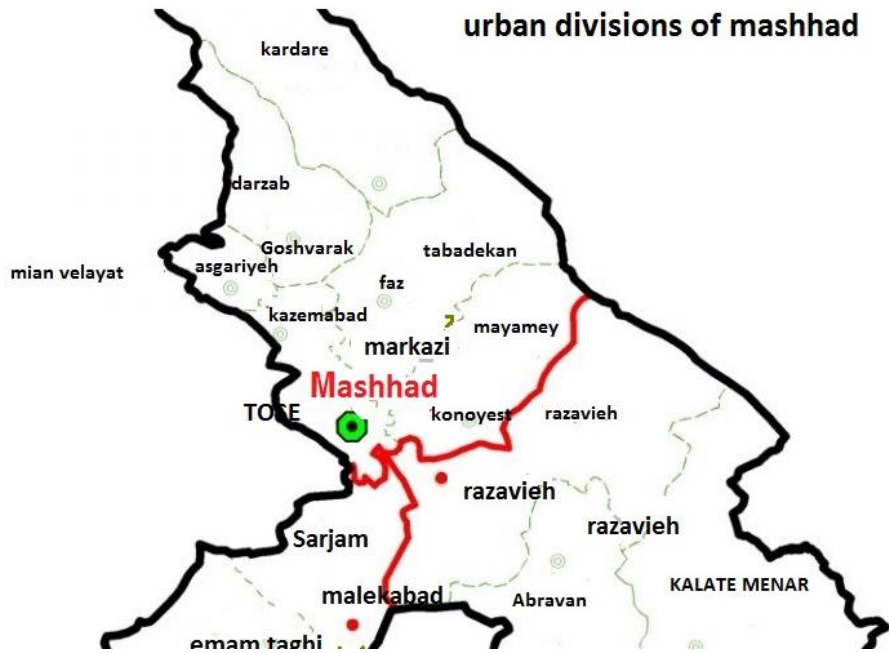 urban divisions of mashhad
kardare
darzab
Goshvarak
tabadekan
asgariyeh
mian velayat
faz
kazemabad
mayamey
markazi
Mashhad
TOSE
konoyest
razavieh
razavieh
razavieh
Sarjam
KALATE MENAR
malekabad
Abravan
emam taghi